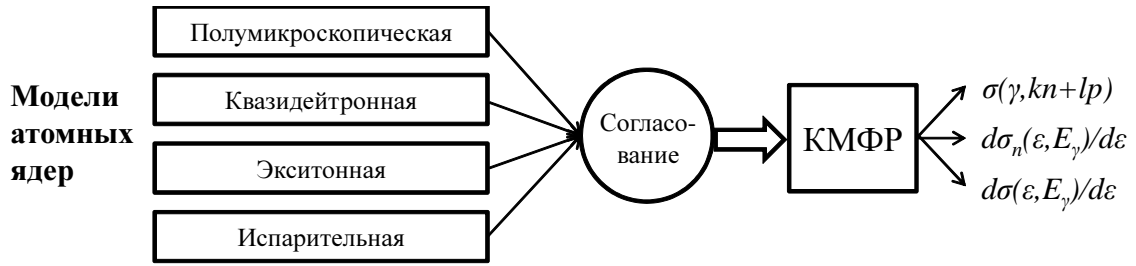 Модели
атомных
ядер
Полумикроскопическая
Квазидейтронная
Экситонная
Испарительная
Согласо-
вание
КМФР
σ(γ,kn+lp)
dσₙ(ε,Eᵧ)/dε
dσ(ε,Eᵧ)/dε